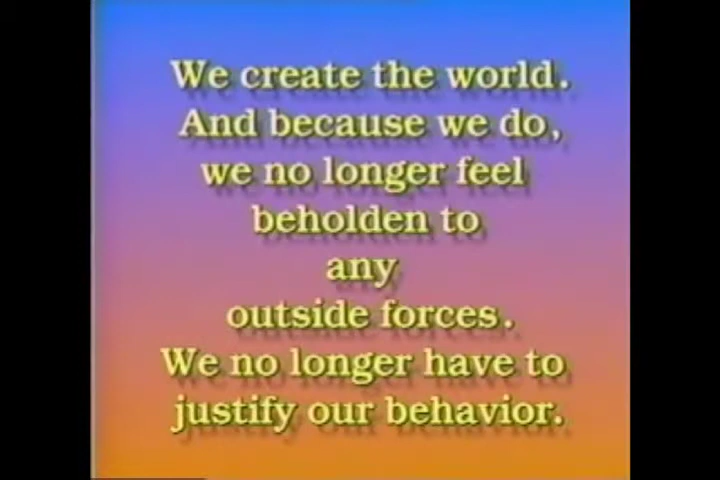 We create the world.
And because we do,
we no longer feel
beholden to
any
outside forces.
We no longer have to
justify our behavior.